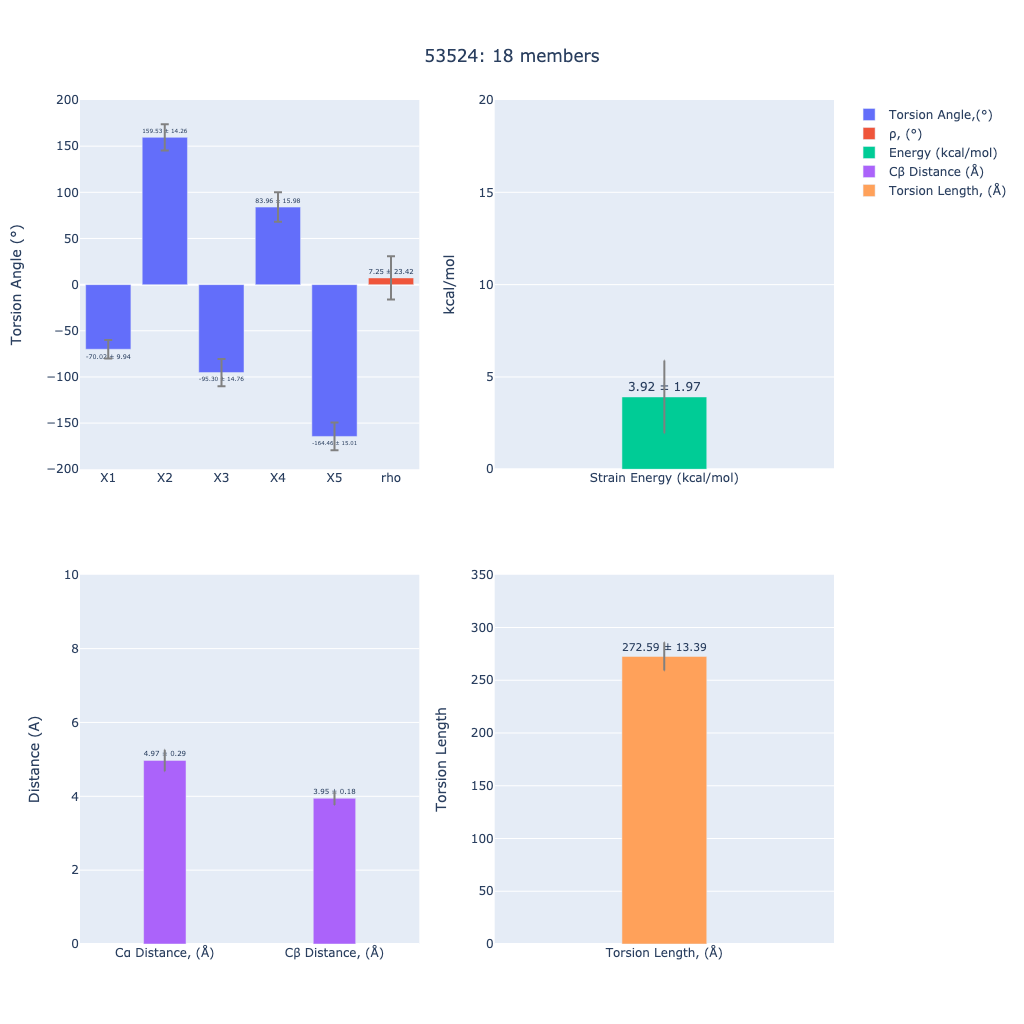 53524: 18 members
Torsion Angle (°)
200
150
100
50
0
−50
−100
−150
−200
-70.02 ± 9.94
159.53 ± 14.26
-95.30 ± 14.76
83.96 ± 15.98
-164.46 ± 15.01
7.25 ± 23.42
X1 X2 X3 X4 X5 rho
kcal/mol
20
15
10
5
0
3.92 ± 1.97
Strain Energy (kcal/mol)
Torsion Angle,(°)
ρ, (°)
Energy (kcal/mol)
Cβ Distance (Å)
Torsion Length, (Å)
Distance (A)
10
8
6
4
2
0
4.97 ± 0.29
3.95 ± 0.18
Cα Distance, (Å) Cβ Distance, (Å)
Torsion Length
350
300
250
200
150
100
50
0
272.59 ± 13.39
Torsion Length, (Å)